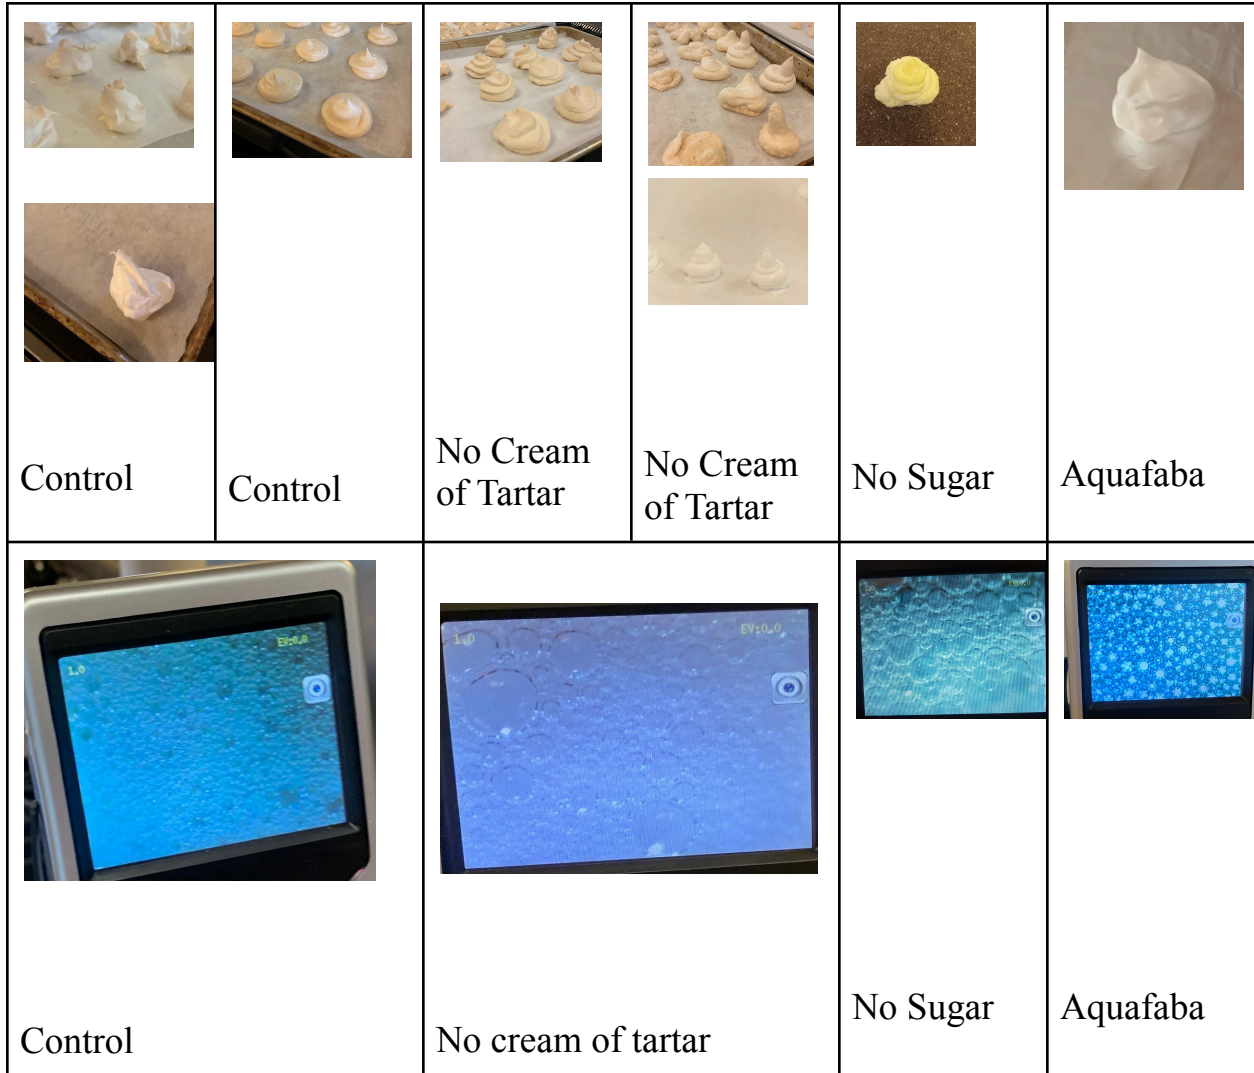 Control
Control
No Cream
of Tartar
No Cream
of Tartar
No Sugar
Aquafaba
1.0
EV:0.0
1.0
EV:0.0
Control
No cream of tartar
No Sugar
Aquafaba